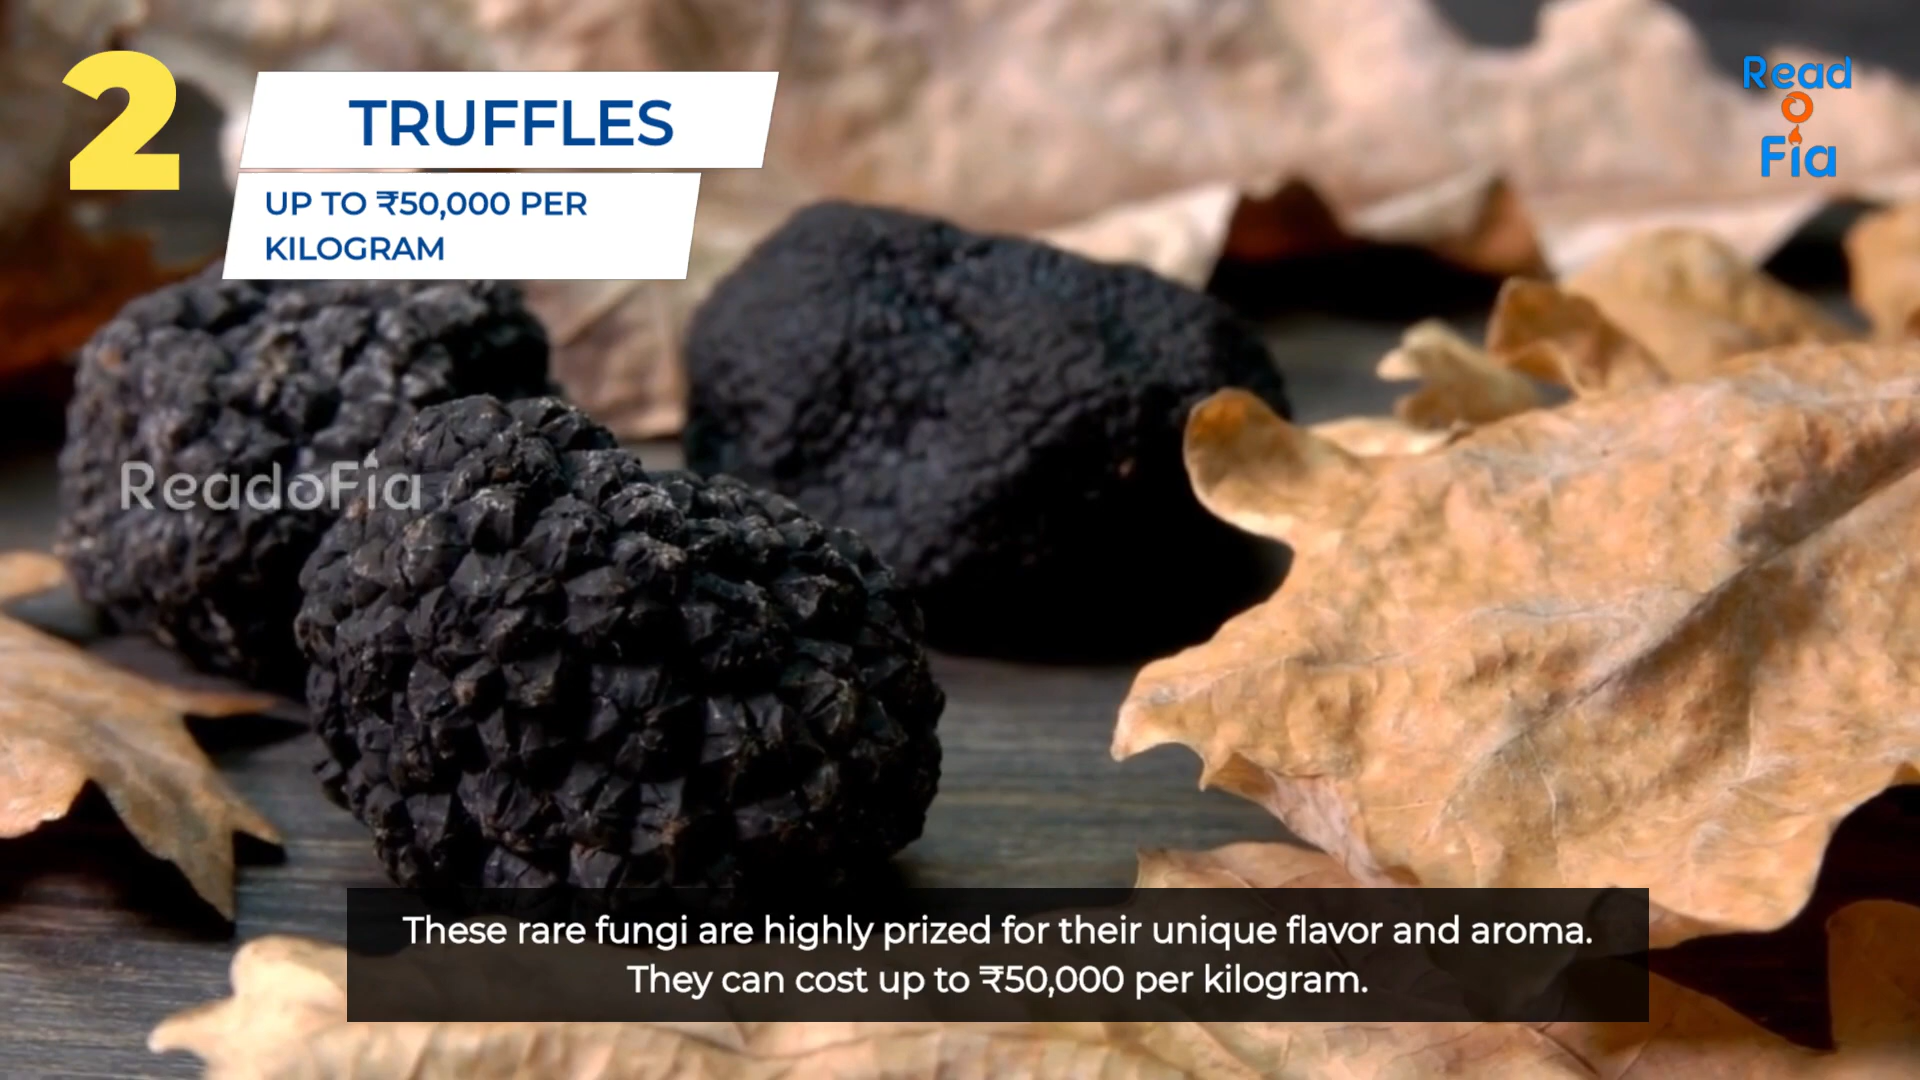 2
TRUFFLES
UP TO ₹50,000 PER
KILOGRAM
Read
O
Fia
ReadoFia
These rare fungi are highly prized for their unique flavor and aroma.
They can cost up to ₹50,000 per kilogram.